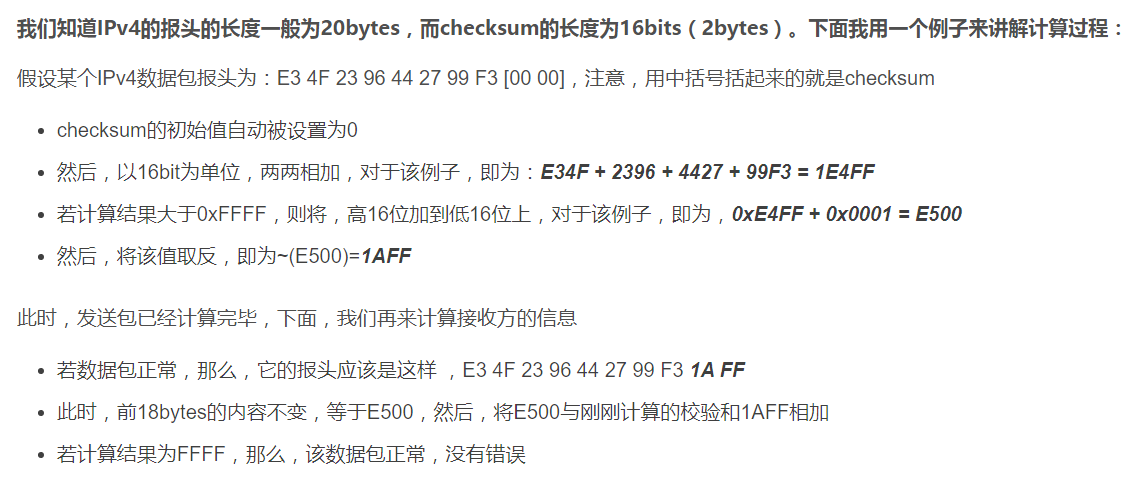 我们知道IPv4的报头的长度一般为20bytes，而checksum的长度为16bits（2bytes）。下面我用一个例子来讲解计算过程：
假设某个IPv4数据包报头为：E3 4F 23 96 44 27 99 F3 [00 00]，注意，用中括号括起来的就是checksum
• checksum的初始值自动被设置为0
• 然后，以16bit为单位，两两相加，对于该例子，即为：E34F + 2396 + 4427 + 99F3 = 1E4FF
• 若计算结果大于0xFFFF，则将，高16位加到低16位上，对于该例子，即为，0xE4FF + 0x0001 = E500
• 然后，将该值取反，即为~(E500)=1AFF
此时，发送包已经计算完毕，下面，我们再来计算接收方的信息
• 若数据包正常，那么，它的报头应该是这样 ，E3 4F 23 96 44 27 99 F3 1A FF
• 此时，前18bytes的内容不变，等于E500，然后，将E500与刚刚计算的校验和1AFF相加
• 若计算结果为FFFF，那么，该数据包正常，没有错误